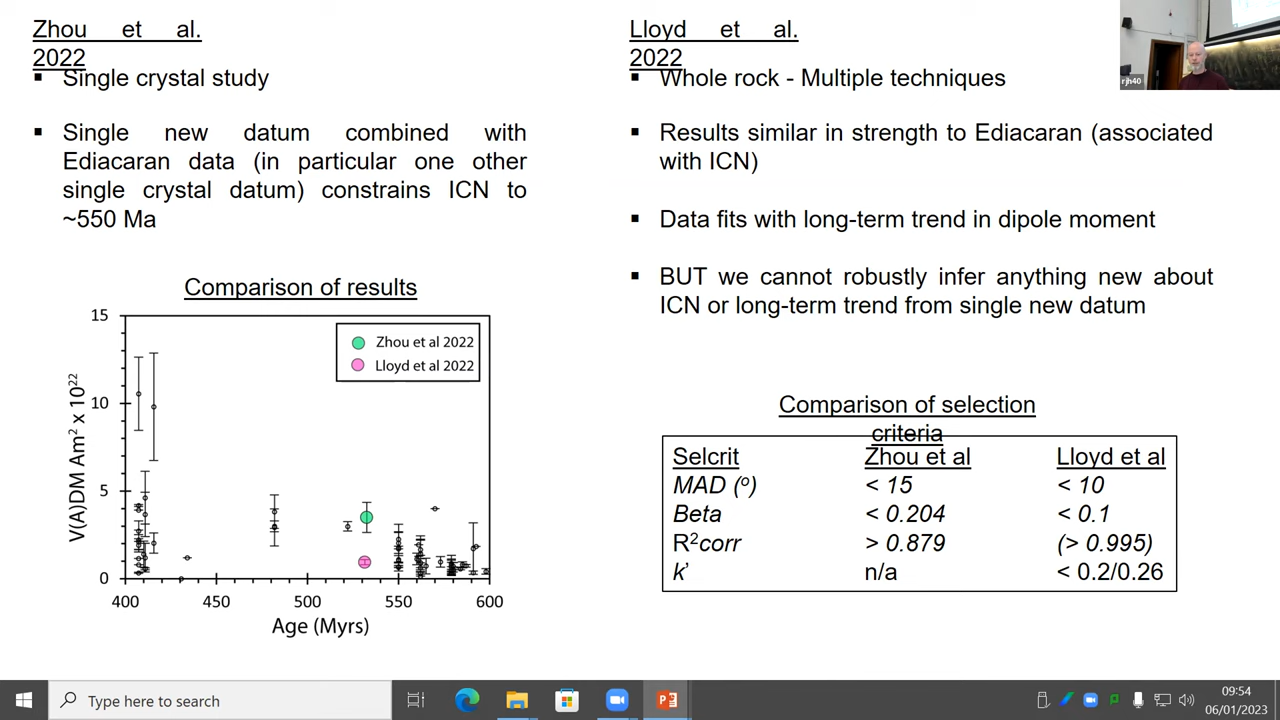 Zhou et al.
2022
▪ Single crystal study
▪ Single new datum combined with
Ediacaran data (in particular one other
single crystal datum) constrains ICN to
~550 Ma
Lloyd et al.
2022
▪ Whole rock - Multiple techniques
▪ Results similar in strength to Ediacaran (associated
with ICN)
▪ Data fits with long-term trend in dipole moment
▪ BUT we cannot robustly infer anything new about
ICN or long-term trend from single new datum
rjh40
Comparison of results
15
10
5
0
V(A)DM Am² x 10²²
Zhou et al 2022
Lloyd et al 2022
400 450 500 550 600
Age (Myrs)
Comparison of selection
criteria
Selcrit Zhou et al Lloyd et al
MAD (º) < 15 < 10
Beta < 0.204 < 0.1
R²corr > 0.879 (> 0.995)
k' n/a < 0.2/0.26
Type here to search
09:54
06/01/2023